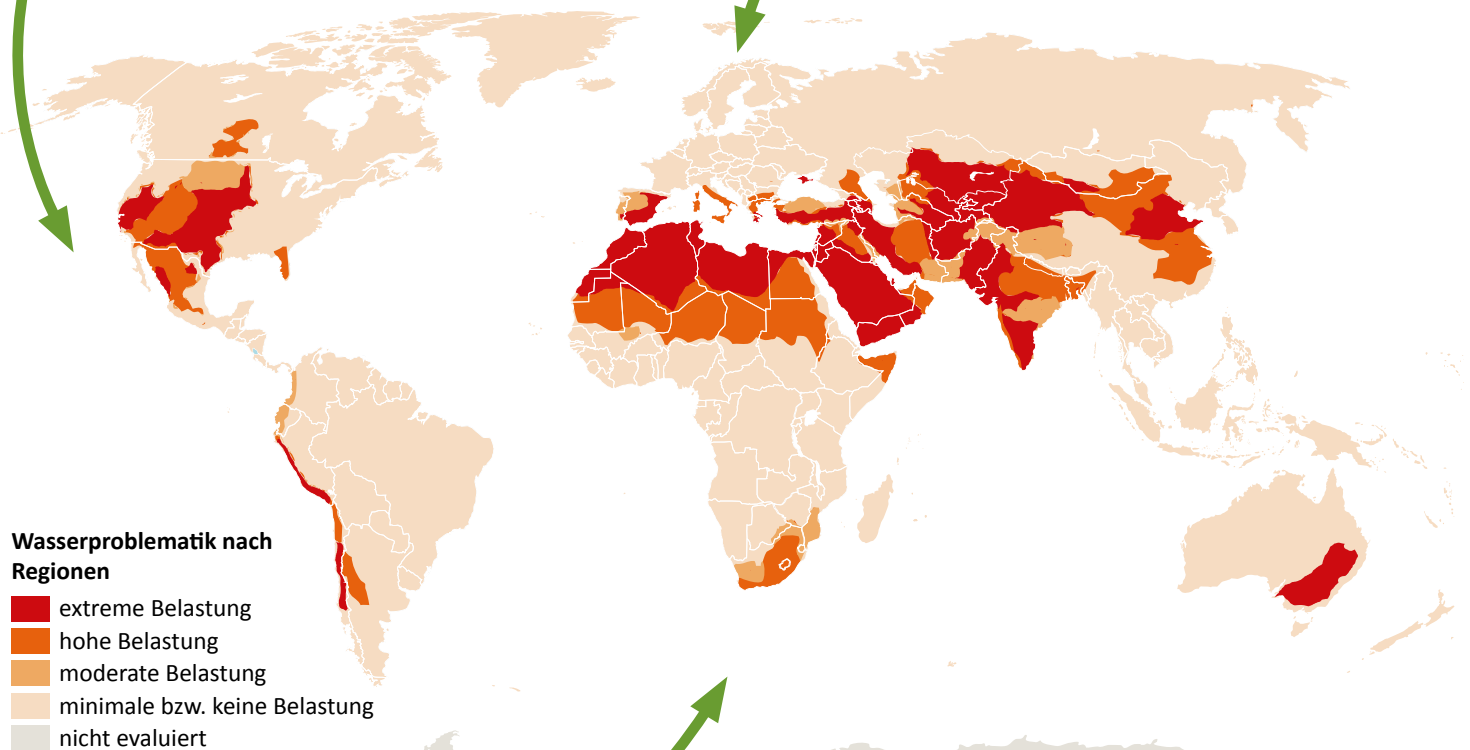 Wasserproblematik nach
Regionen
extreme Belastung
hohe Belastung
moderate Belastung
minimale bzw. keine Belastung
nicht evaluiert